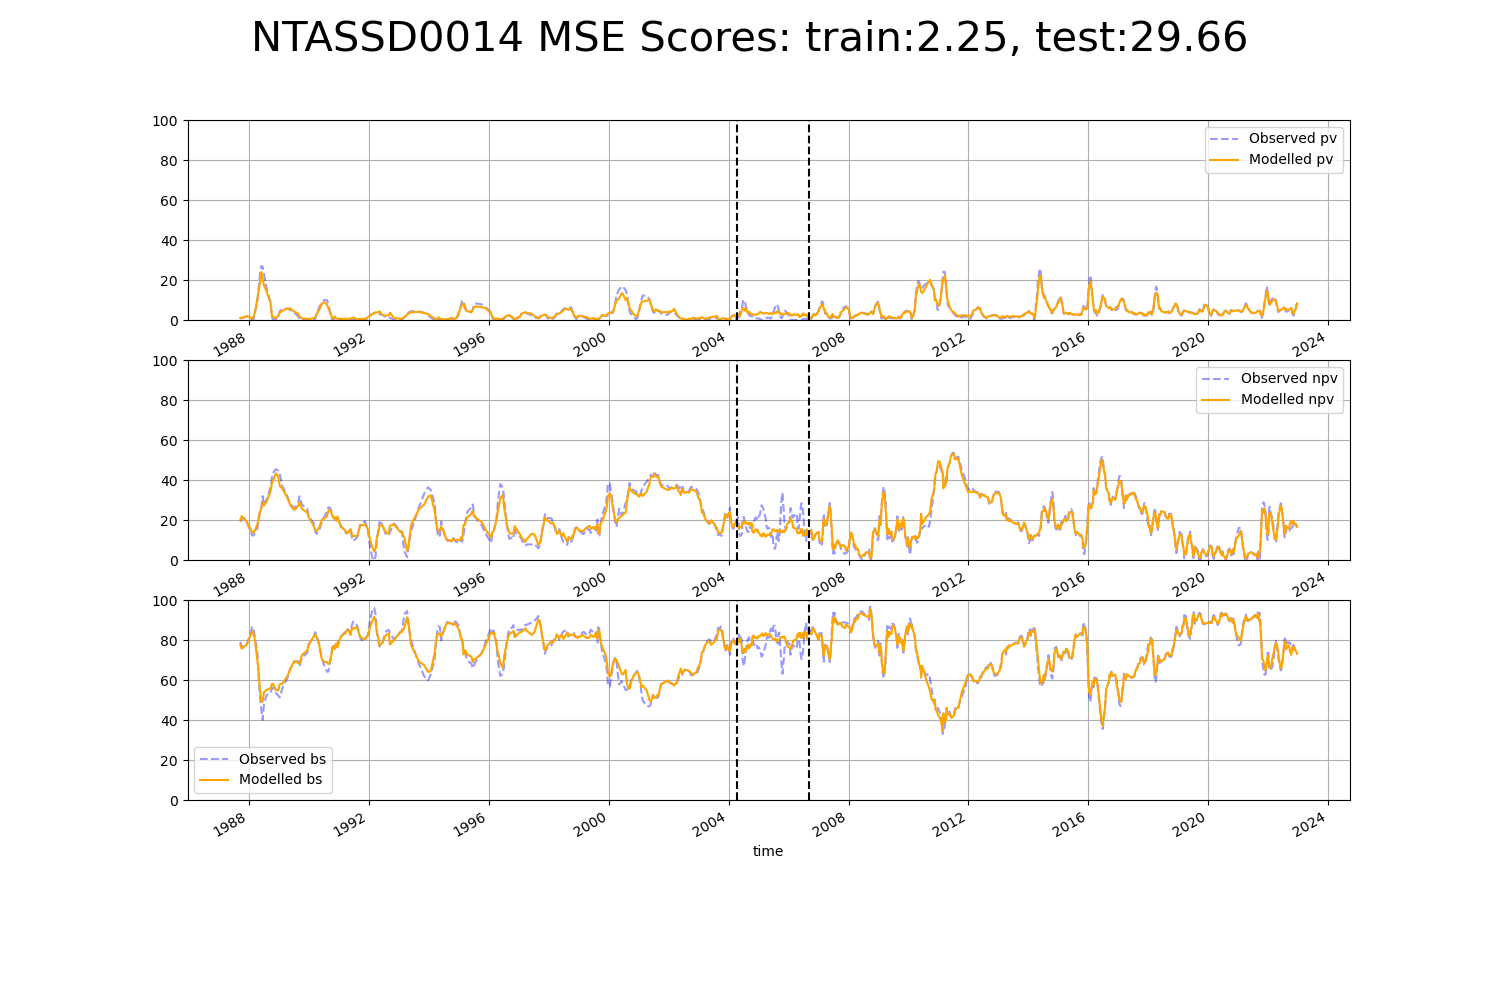 NTASSD0014 MSE Scores: train:2.25, test:29.66
100
80
60
40
20
0
Observed pv
Modelled pv
1988 1992 1996 2000 2004 2008 2012 2016 2020 2024
100
80
60
40
20
0
Observed npv
Modelled npv
1988 1992 1996 2000 2004 2008 2012 2016 2020 2024
100
80
60
40
20
0
Observed bs
Modelled bs
1988 1992 1996 2000 2004 2008 2012 2016 2020 2024
time